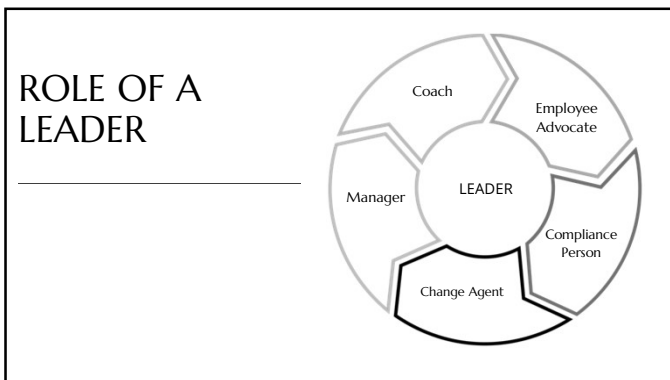 ROLE OF A
LEADER
Coach
Employee
Advocate
Manager
LEADER
Compliance
Person
Change Agent